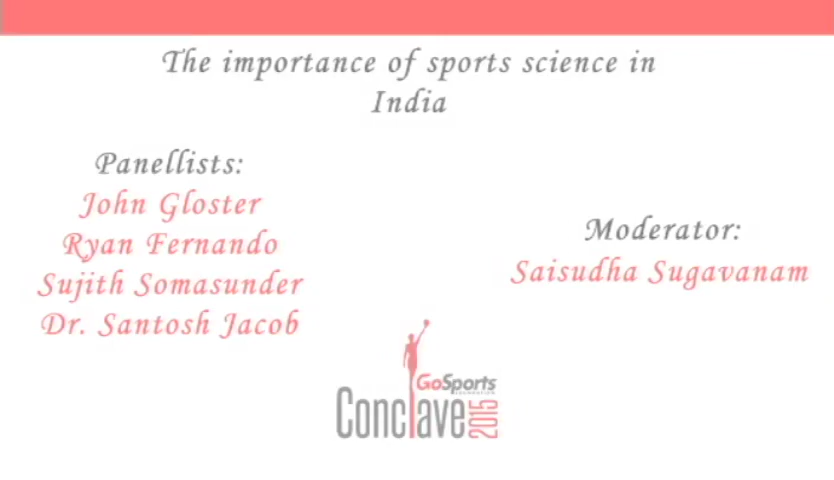 The importance of sports science in
India
Panellists:
John Gloster
Ryan Fernando
Sujith Somasunder
Dr. Santosh Jacob
Moderator:
Saisudha Sugavanam
GoSports
FOUNDATION
Conclave 2015